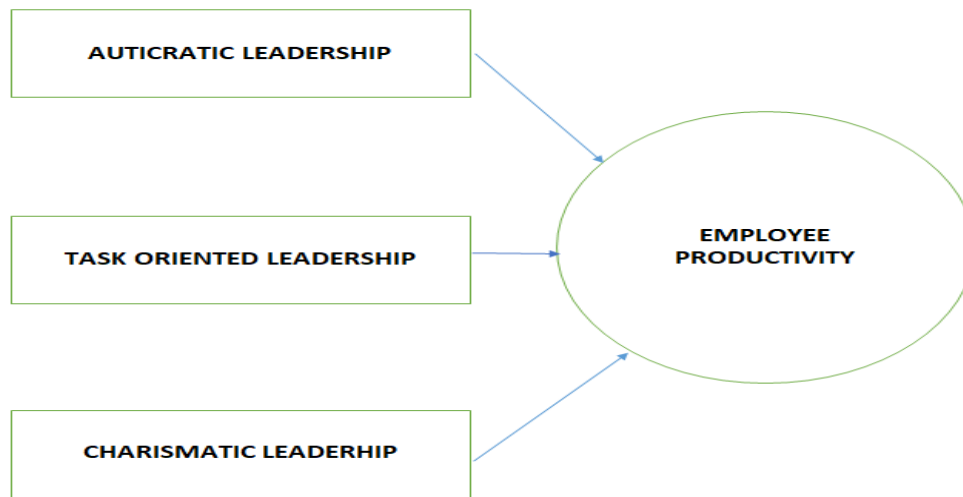 AUTICRATIC LEADERSHIP
TASK ORIENTED LEADERSHIP
EMPLOYEE
PRODUCTIVITY
CHARISMATIC LEADERHIP